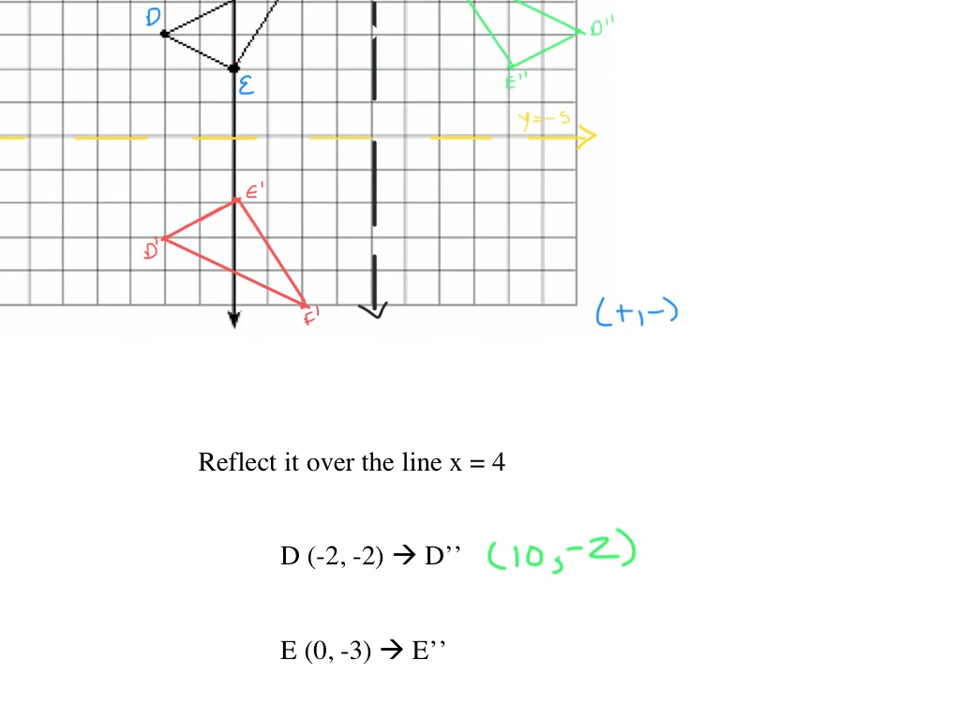 D
D''
E
E''
y=-5
E'
D'
F'
(+,-)
Reflect it over the line x = 4
D (-2, -2) → D’’ (10,-2)
E (0, -3) → E’’